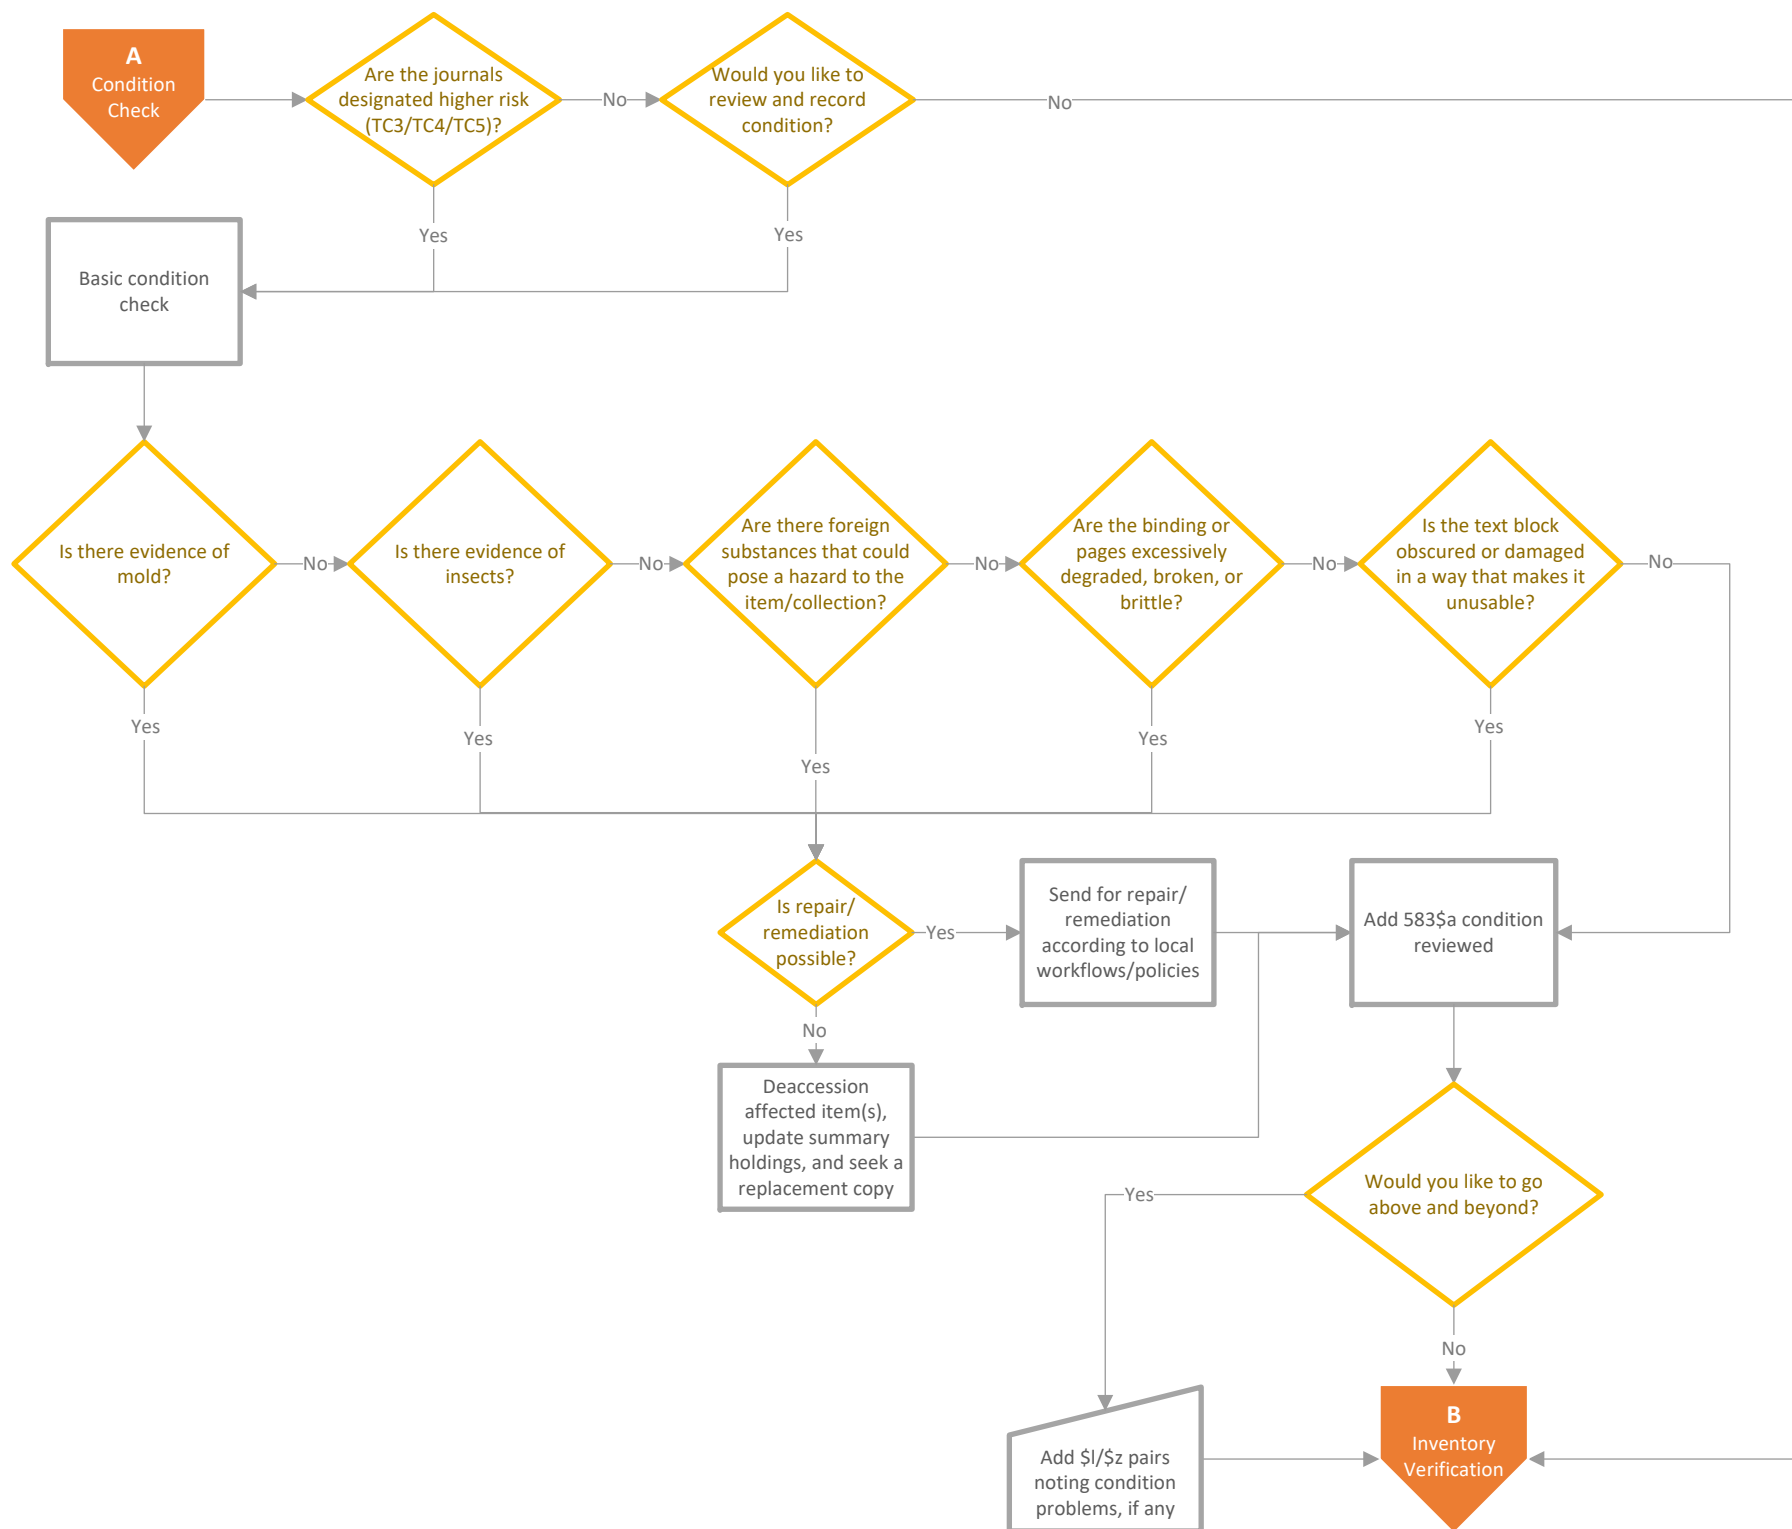 A
Condition
Check
Are the journals
designated higher risk
(TC3/TC4/TC5)?
No
Would you like to
review and record
condition?
No
Yes
Yes
Basic condition
check
Is there evidence of
mold?
No
Is there evidence of
insects?
No
Are there foreign
substances that could
pose a hazard to the
item/collection?
No
Are the binding or
pages excessively
degraded, broken, or
brittle?
No
Is the text block
obscured or damaged
in a way that makes it
unusable?
No
Yes
Yes
Yes
Yes
Yes
Is repair/
remediation
possible?
Yes
Send for repair/
remediation
according to local
workflows/policies
Add 583$a condition
reviewed
No
Deaccession
affected item(s),
update summary
holdings, and seek a
replacement copy
Would you like to go
above and beyond?
Yes
No
Add $l/$z pairs
noting condition
problems, if any
B
Inventory
Verification